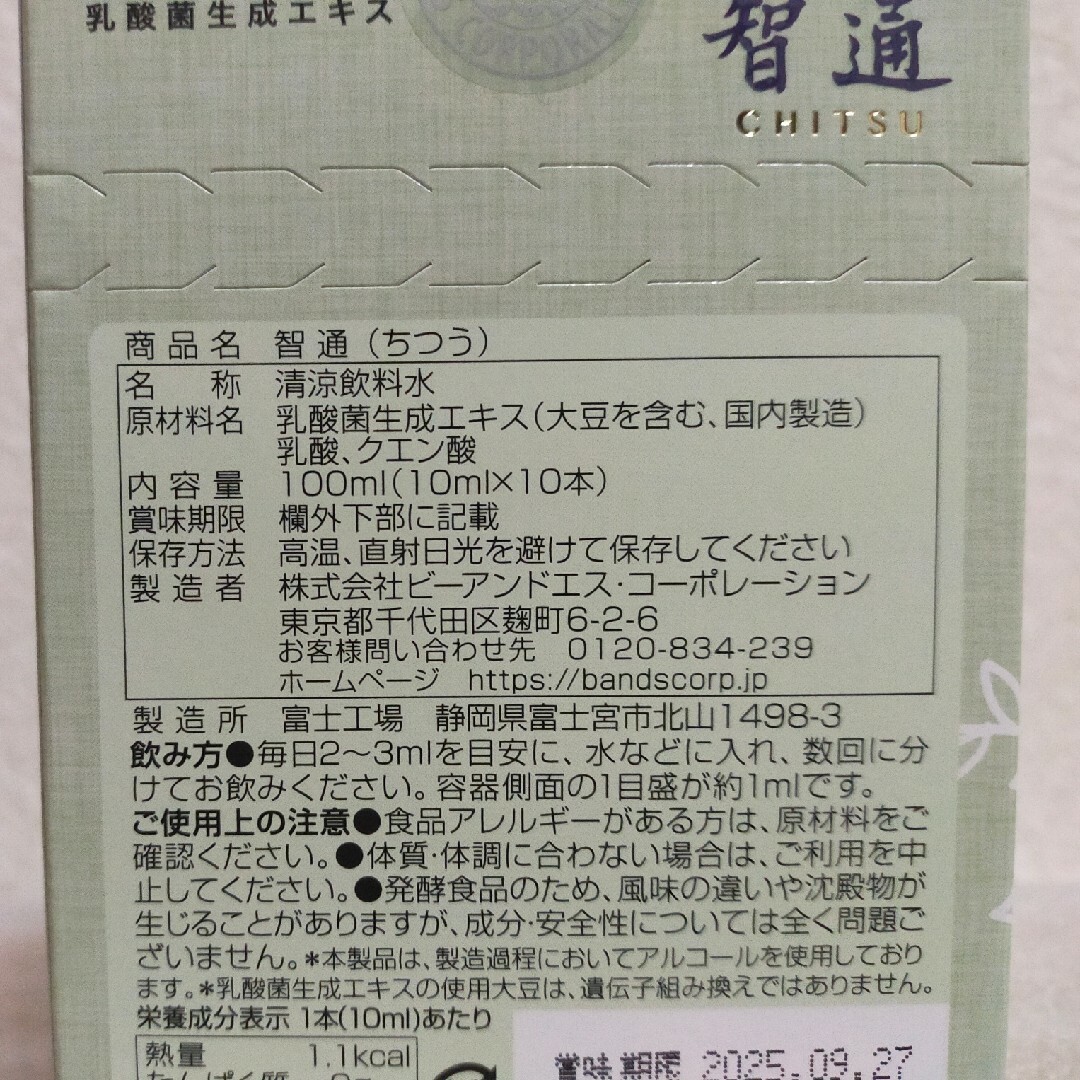 乳酸菌生成エキス
CORPORA
智通
CHITSU
商品名 智通（ちつう）
名 称 清涼飲料水
原材料名 乳酸菌生成エキス（大豆を含む、国内製造）
乳酸、クエン酸
内容量 100ml（10ml×10本）
賞味期限 欄外下部に記載
保存方法 高温、直射日光を避けて保存してください
製造者 株式会社ビーアンドエス・コーポレーション
東京都千代田区麹町6-2-6
お客様問い合わせ先 0120-834-239
ホームページ https://bandscorp.jp
製造所 富士工場 静岡県富士宮市北山1498-3
飲み方●毎日2〜3mlを目安に、水などに入れ、数回に分
けてお飲みください。容器側面の1目盛が約1mlです。
ご使用上の注意●食品アレルギーがある方は、原材料をご
確認ください。●体質・体調に合わない場合は、ご利用を中
止してください。●発酵食品のため、風味の違いや沈殿物が
生じることがありますが、成分・安全性については全く問題ご
ざいません。＊本製品は、製造過程においてアルコールを使用しており
ます。＊乳酸菌生成エキスの使用大豆は、遺伝子組み換えではありません。
栄養成分表示 1本(10ml)あたり
熱量 1.1kcal
たんぱく質
賞味期限 2025.09.27